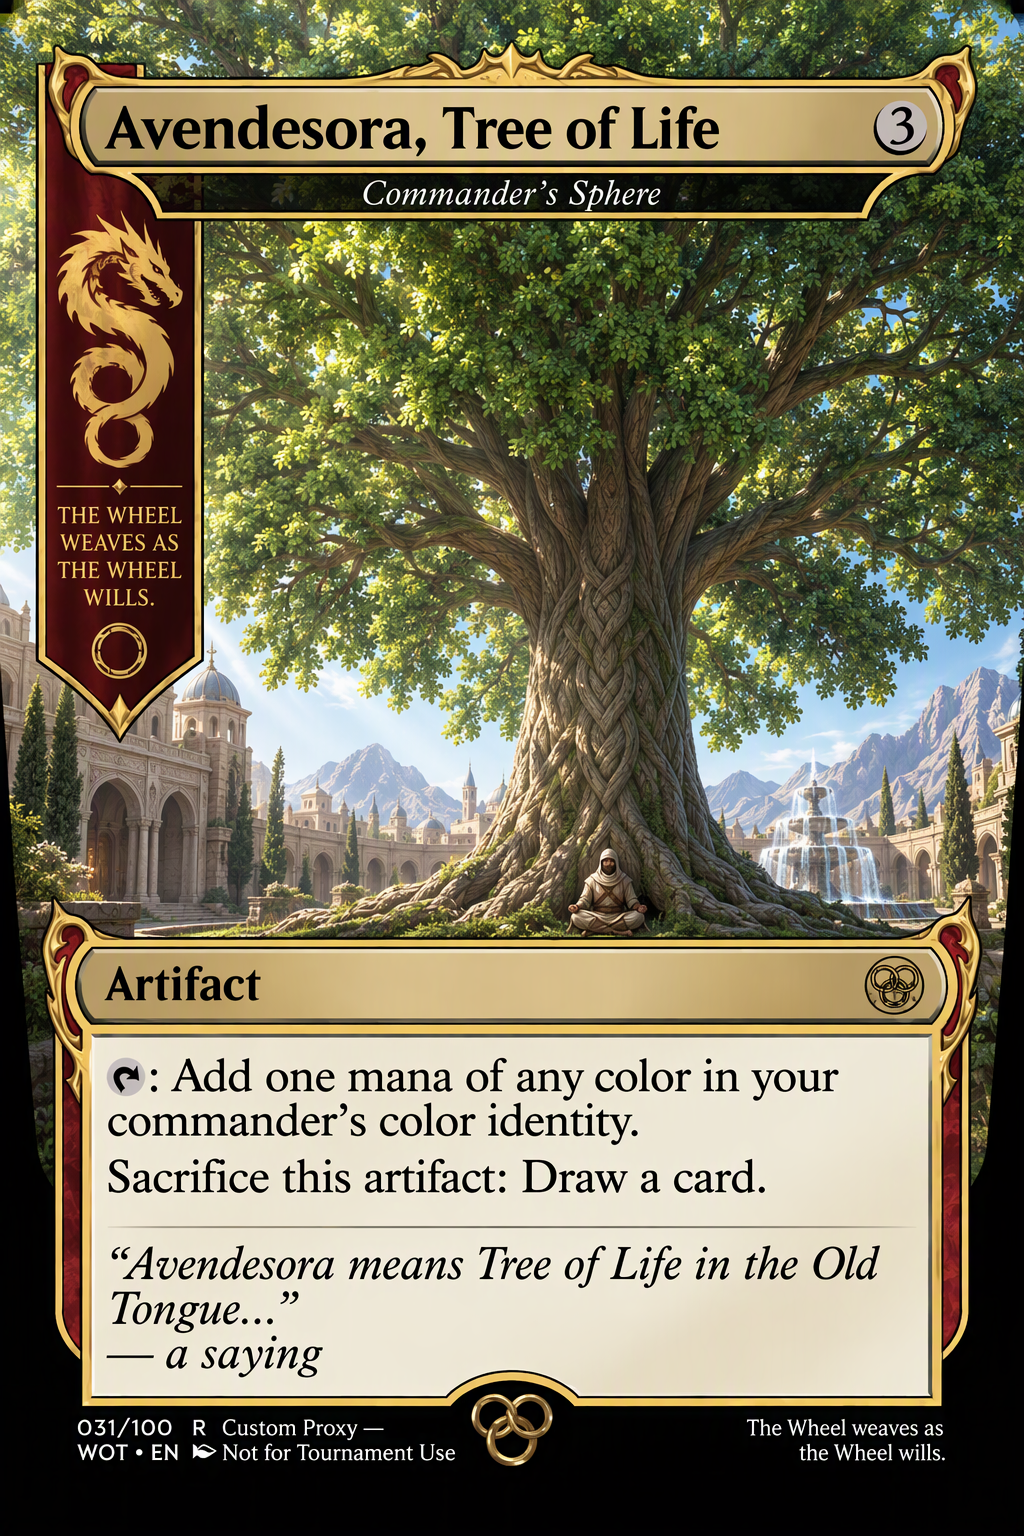 Avendesora, Tree of Life
3
Commander's Sphere
THE WHEEL
WEAVES AS
THE WHEEL
WILLS.
Artifact
: Add one mana of any color in your
commander's color identity.
Sacrifice this artifact: Draw a card.
“Avendesora means Tree of Life in the Old
Tongue...”
— a saying
031/100 R Custom Proxy —
WOT • EN Not for Tournament Use
The Wheel weaves as
the Wheel wills.